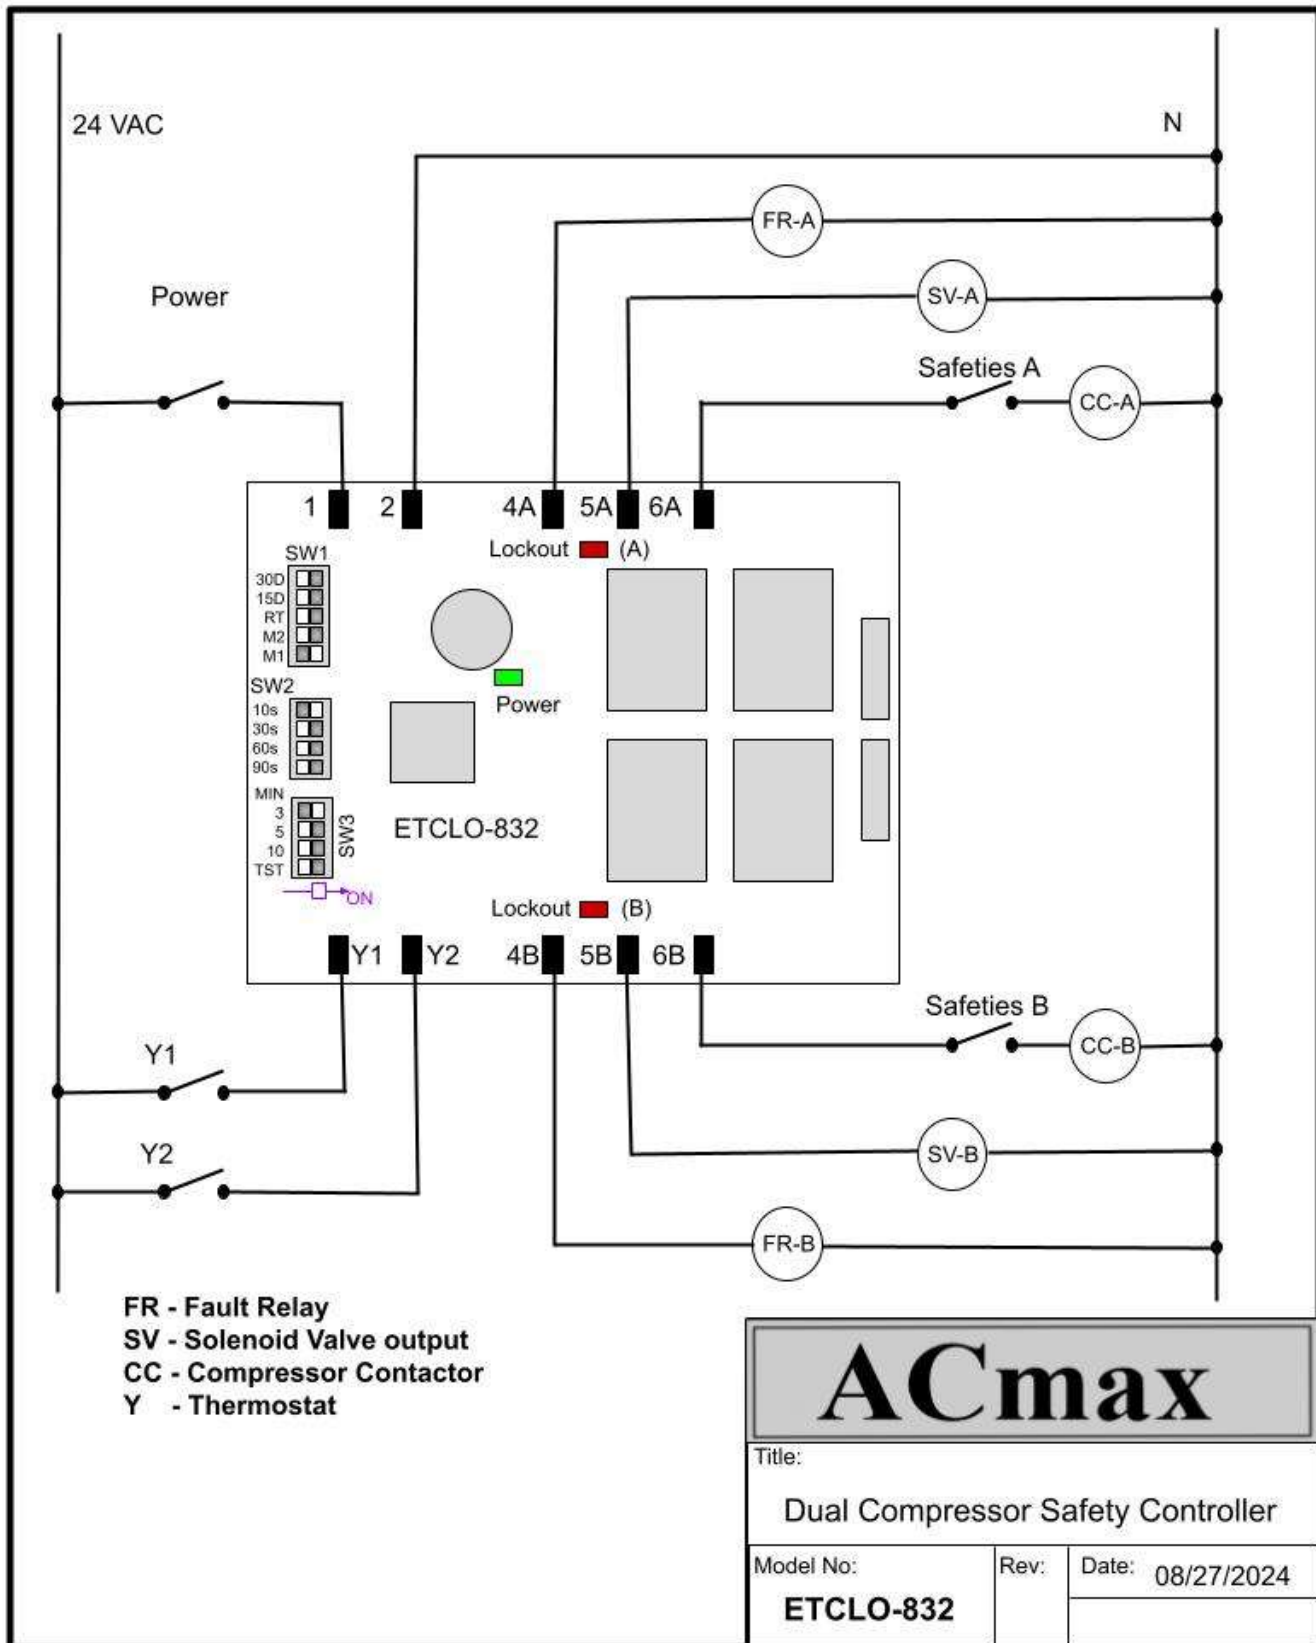 24 VAC
N
FR-A
Power
SV-A
Safeties A
CC-A
1 2 4A 5A 6A
Lockout (A)
SW1
30D
15D
RT
M2
M1
SW2
10s
30s
60s
90s
Power
MIN
3
5
10
TST
SW3
ON
ETCLO-832
Lockout (B)
Y1 Y2 4B 5B 6B
Safeties B
Y1
CC-B
Y2
SV-B
FR-B
FR - Fault Relay
SV - Solenoid Valve output
CC - Compressor Contactor
Y - Thermostat
ACmax
Title:
Dual Compressor Safety Controller
Model No:
ETCLO-832
Rev:
Date: 08/27/2024